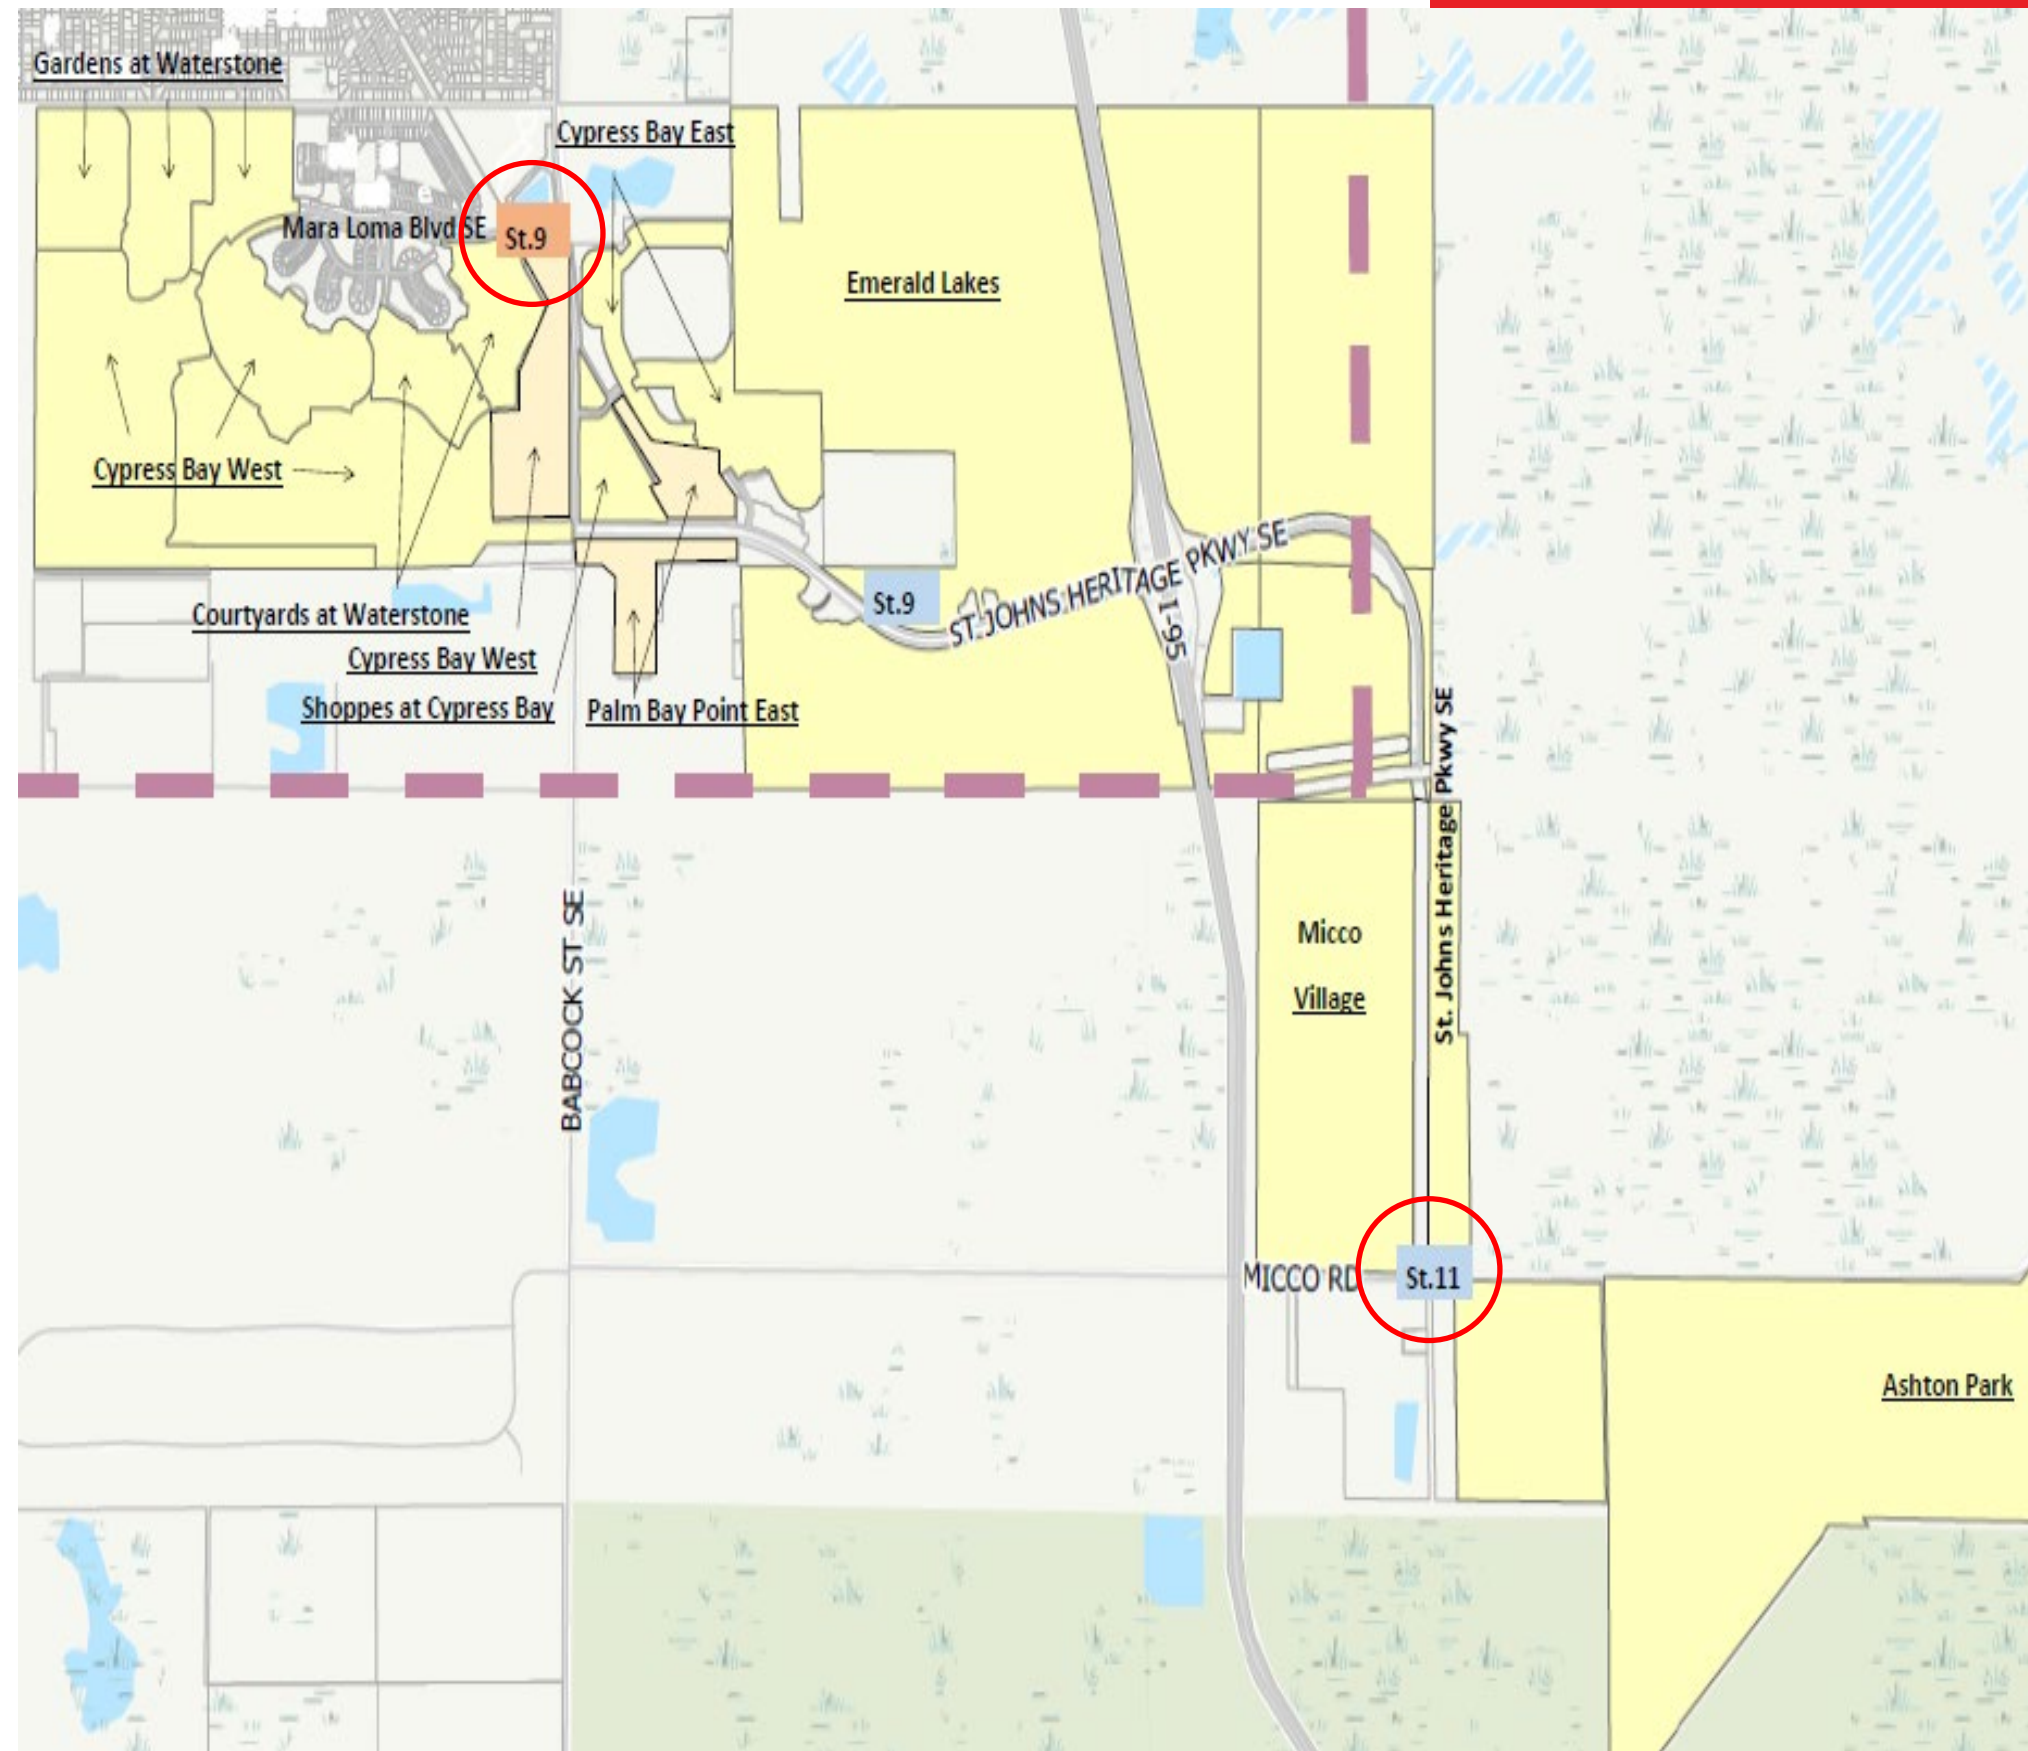 Gardens at Waterstone
Cypress Bay East
Mara Loma Blvd SE
St.9
Emerald Lakes
Cypress Bay West
ST JOHNS HERITAGE PKWY SE
I-95
St.9
Courtyards at Waterstone
Cypress Bay West
Shoppes at Cypress Bay
Palm Bay Point East
St. Johns Heritage Pkwy SE
BABCOCK ST SE
Micco
Village
MICCO RD
St.11
Ashton Park